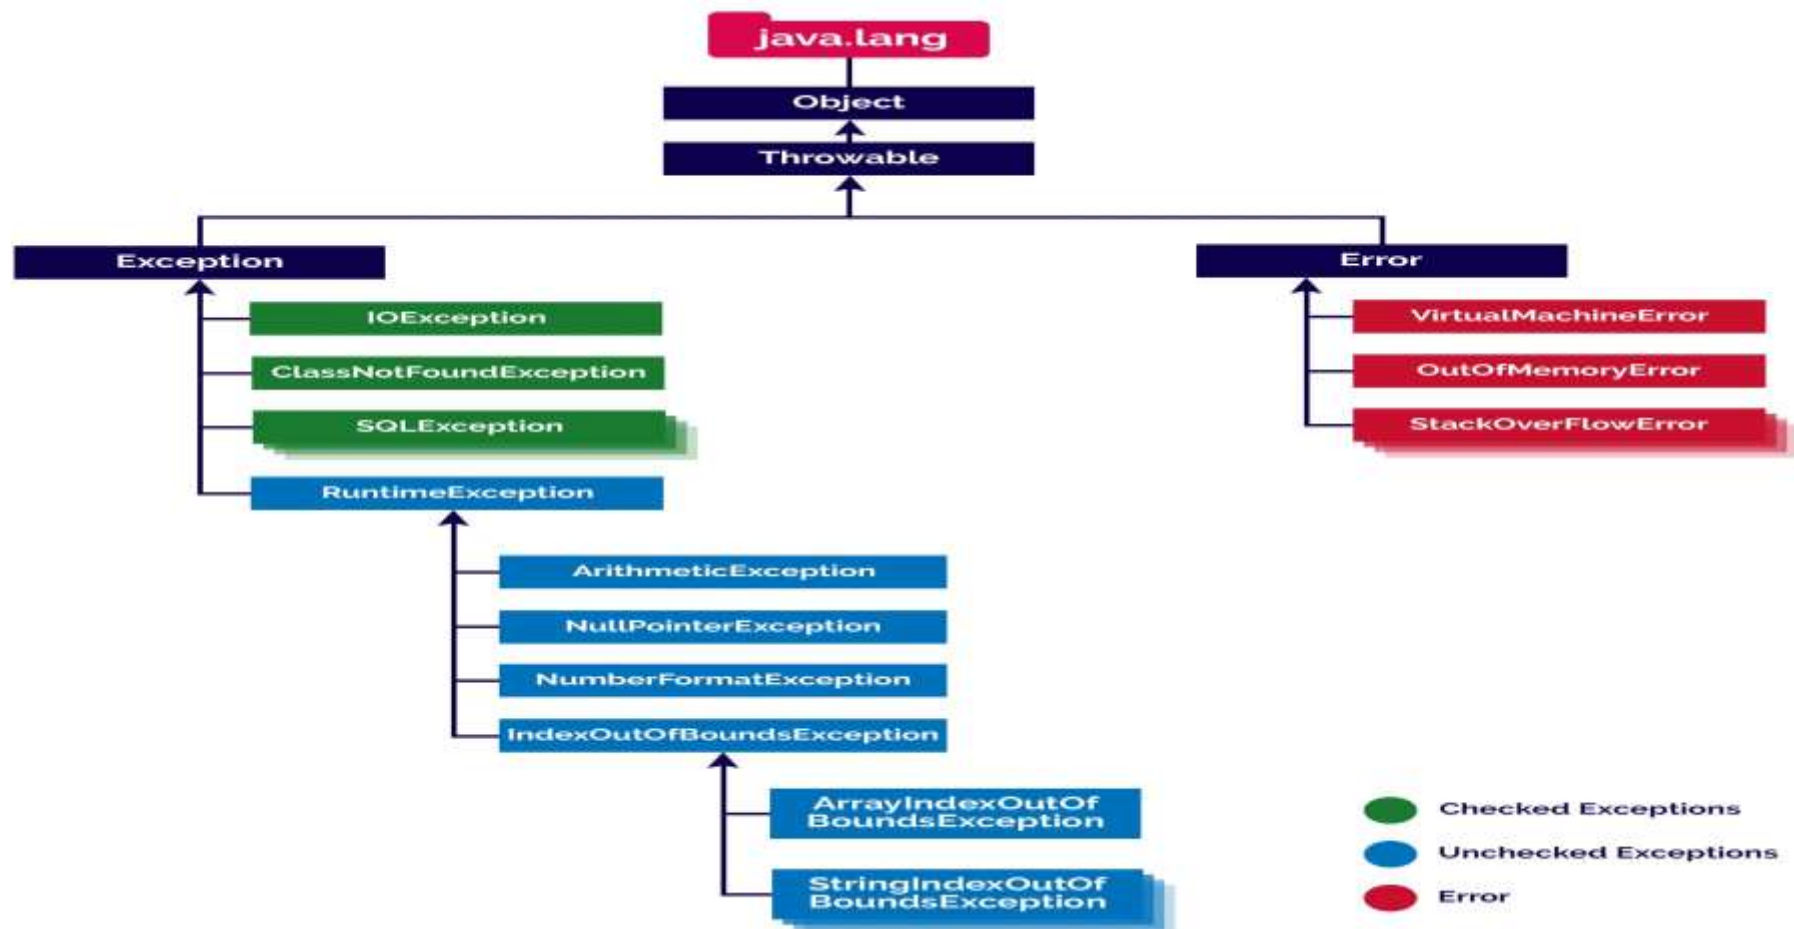 java.lang
Object
Throwable
Exception
Error
IOException
ClassNotFoundException
SQLException
RuntimeException
VirtualMachineError
OutOfMemoryError
StackOverFlowError
ArithmeticException
NullPointerException
NumberFormatException
IndexOutOfBoundsException
ArrayIndexOutOf
BoundsException
StringIndexOutOf
BoundsException
Checked Exceptions
Unchecked Exceptions
Error